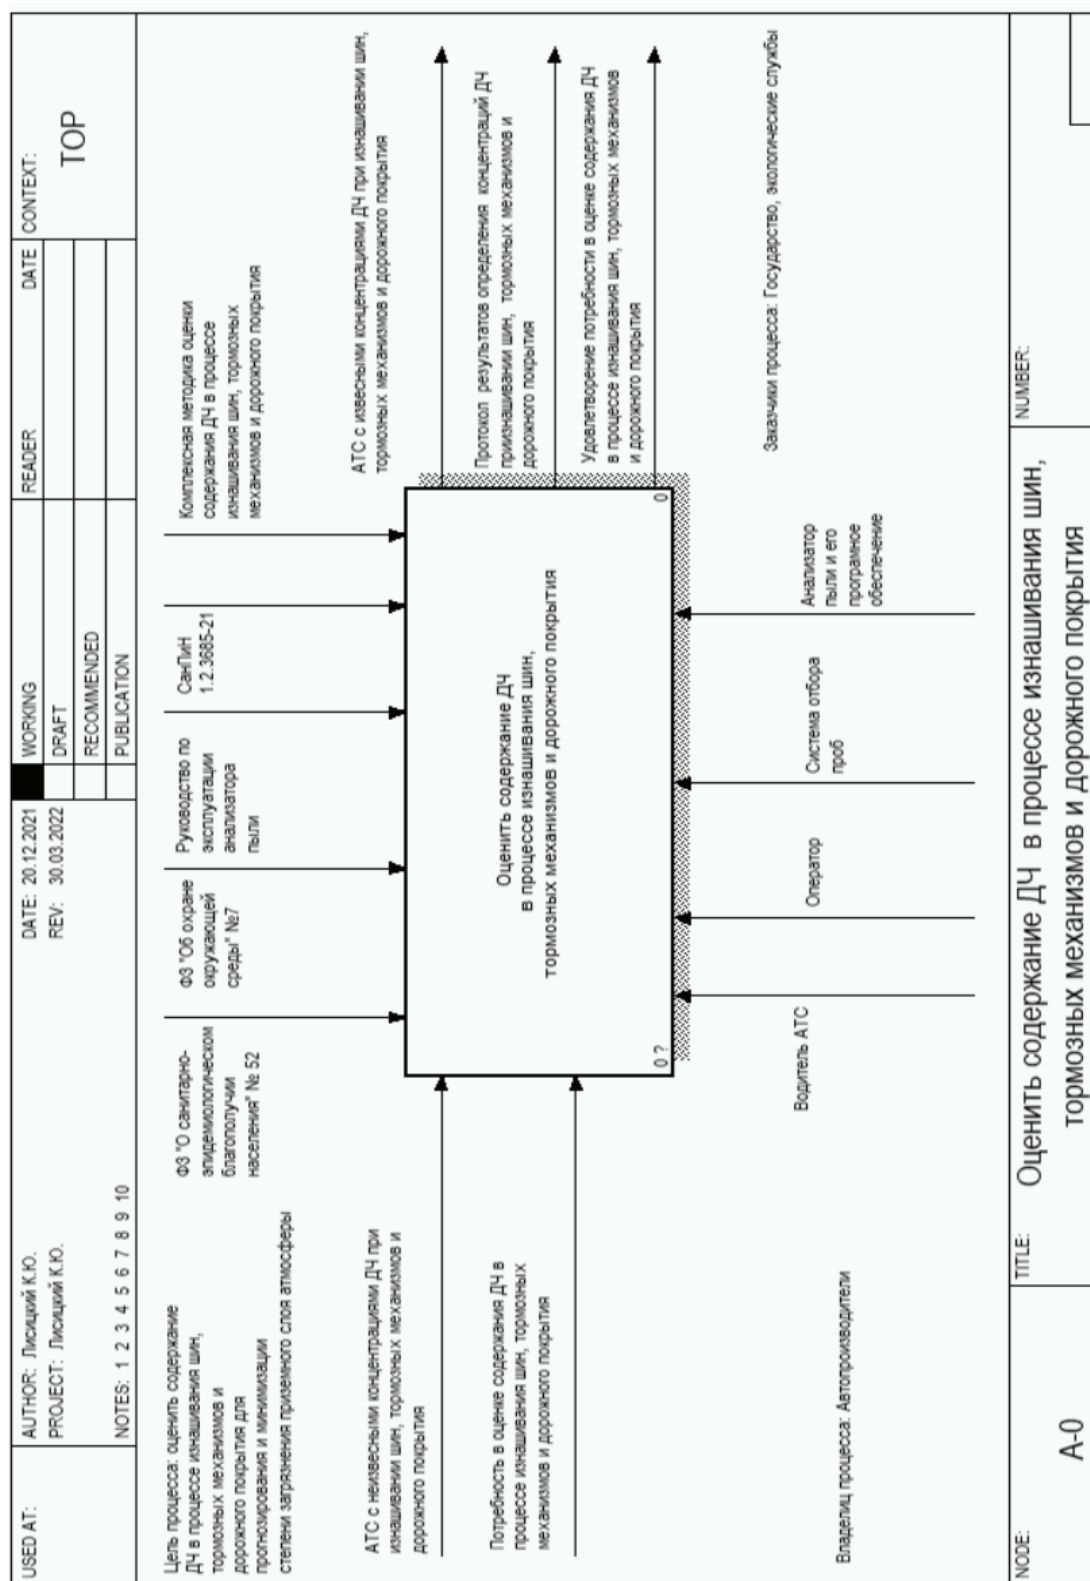 USED AT:
AUTHOR: Лисицкий К.Ю.
PROJECT: Лисицкий К.Ю.
NOTES: 1 2 3 4 5 6 7 8 9 10
DATE: 20.12.2021
REV: 30.03.2022
WORKING
DRAFT
RECOMMENDED
PUBLICATION
READER
DATE
CONTEXT:
TOP
Цель процесса: оценить содержание
ДЧ в процессе изнашивания шин,
тормозных механизмов и
дорожного покрытия для
прогнозирования и минимизации
степени загрязнения приземного слоя атмосферы
ФЗ "О санитарно-
эпидемиологическом
благополучии
населения" № 52
ФЗ "Об охране
окружающей
среды" №7
Руководство по
эксплуатации
анализатора
пыли
СанПиН
1.2.3685-21
Комплексная методика оценки
содержания ДЧ в процессе
изнашивания шин, тормозных
механизмов и дорожного покрытия
АТС с неизвесными концентрациями ДЧ при
изнашивании шин, тормозных механизмов и
дорожного покрытия
Потребность в оценке содержания ДЧ в
процессе изнашивания шин, тормозных
механизмов и дорожного покрытия
Оценить содержание ДЧ
в процессе изнашивания шин,
тормозных механизмов и дорожного покрытия
0 ?
0
АТС с извесными концентрациями ДЧ при изнашивании шин,
тормозных механизмов и дорожного покрытия
Протокол результатов определения концентраций ДЧ
приизнашивании шин, тормозных механизмов и
дорожного покрытия
Удовлетворение потребности в оценке содержания ДЧ
в процессе изнашивания шин, тормозных механизмов
и дорожного покрытия
Водитель АТС
Оператор
Система отбора
проб
Анализатор
пыли и его
програмное
обеспечение
Владелиц процесса: Автопроизводители
Заказчики процесса: Государство, экологические службы
NODE:
A-0
TITLE:
Оценить содержание ДЧ в процессе изнашивания шин,
тормозных механизмов и дорожного покрытия
NUMBER: